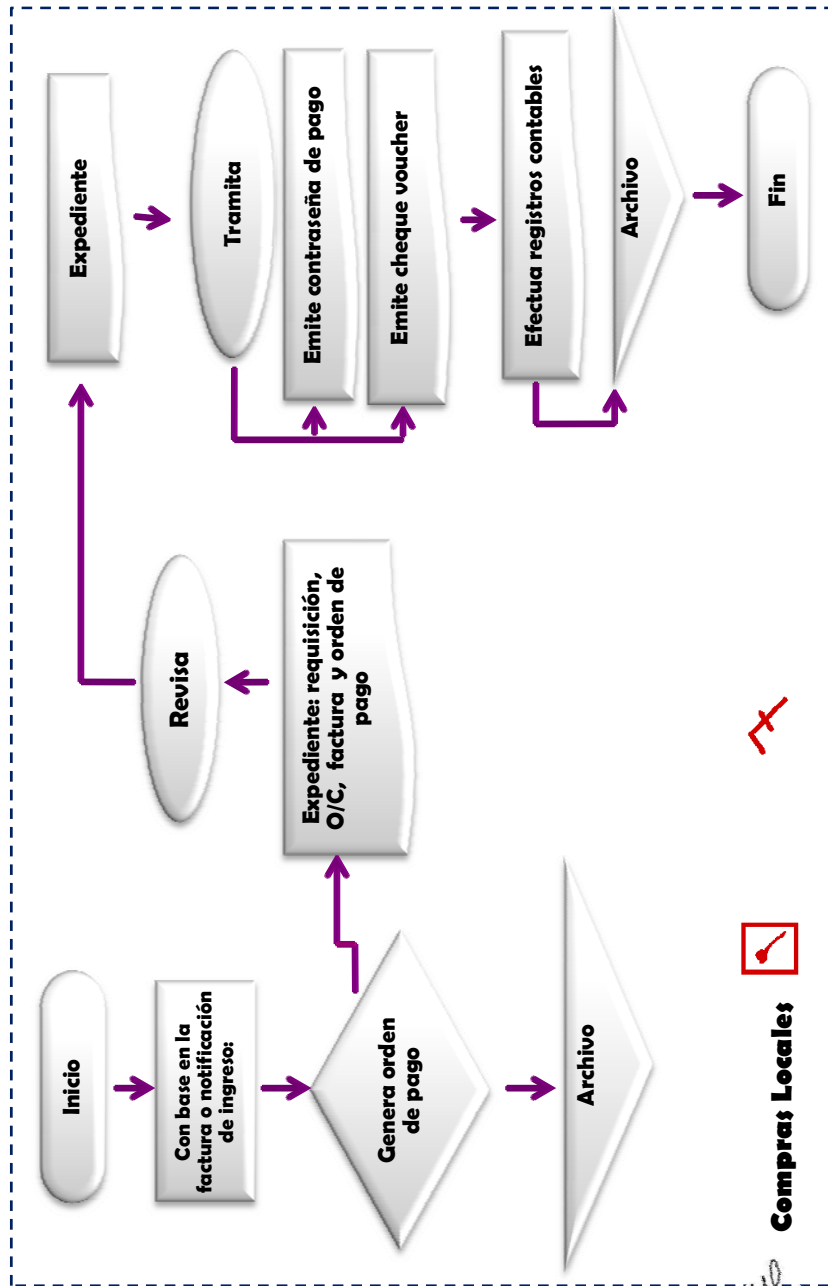 Inicio
Con base en la
factura o notificación
de ingreso:
Genera orden
de pago
Archivo
Expediente: requisición,
O/C, factura y orden de
pago
Revisa
Expediente
Tramita
Emite contraseña de pago
Emite cheque voucher
Efectua registros contables
Archivo
Fin
Compras Locales